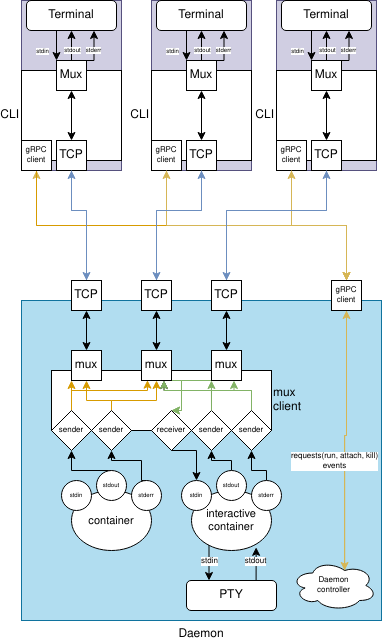 Terminal
Terminal
Terminal
stdin
stdout
stderr
stdin
stdout
stderr
stdin
stdout
stderr
Mux
Mux
Mux
CLI
CLI
CLI
gRPC
client
TCP
gRPC
client
TCP
gRPC
client
TCP
TCP
TCP
TCP
gRPC
client
mux
mux
mux
mux
client
sender
sender
receiver
sender
sender
requests(run, attach, kill)
events
stdin
stdout
stderr
container
stdin
stdout
stderr
interactive
container
stdin
stdout
PTY
Daemon
controller
Daemon